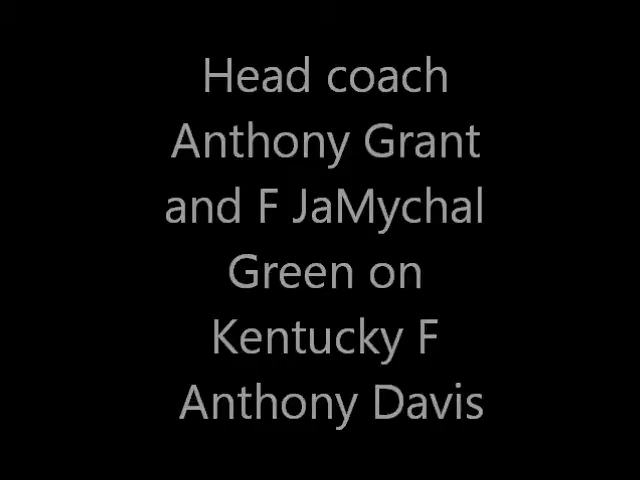 Head coach
Anthony Grant
and F JaMychal
Green on
Kentucky F
Anthony Davis